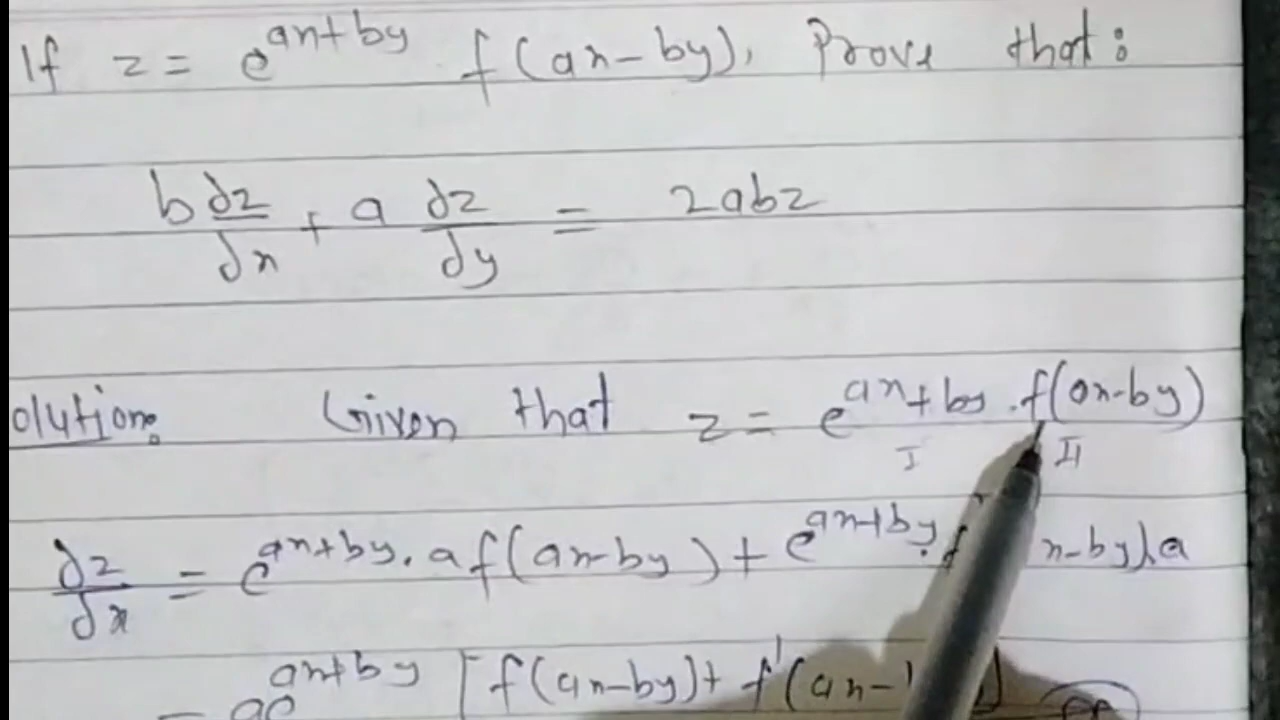 If z = e^{ax+by} f(ax-by), Prove that:
b ∂z/∂x + a ∂z/∂y = 2abz
olution: Given that z = e^{ax+by} . f(ax-by)
I II
∂z/∂x = e^{ax+by} . a f(ax-by) + e^{ax+by} . f x-by).a
= ae^{ax+by} [f(ax-by) + f'(ax-